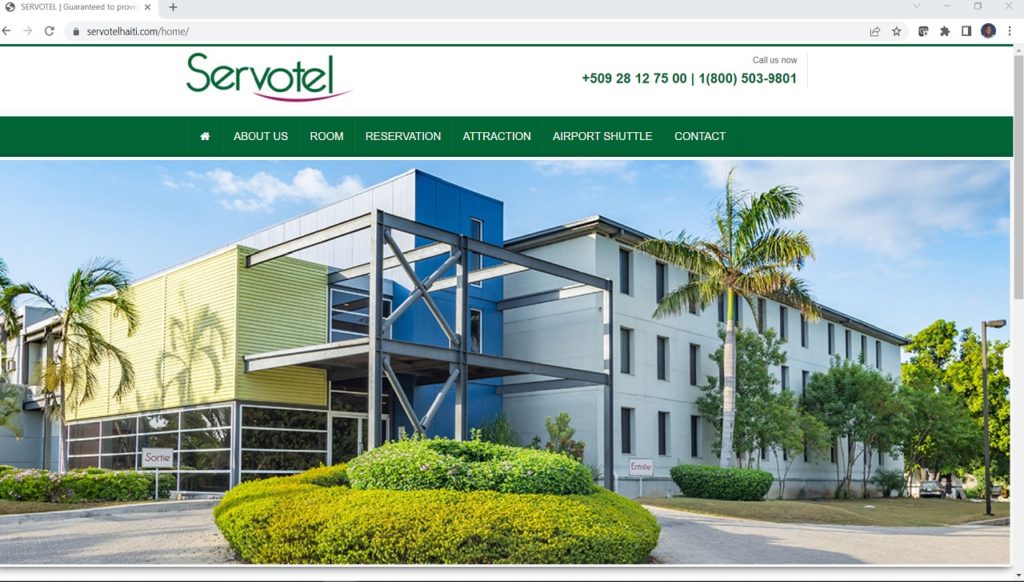 SERVOTEL | Guaranteed to provi
servotelhaiti.com/home/
Servotel
Call us now
+509 28 12 75 00 | 1(800) 503-9801
ABOUT US ROOM RESERVATION ATTRACTION AIRPORT SHUTTLE CONTACT
Sortie
Entrée